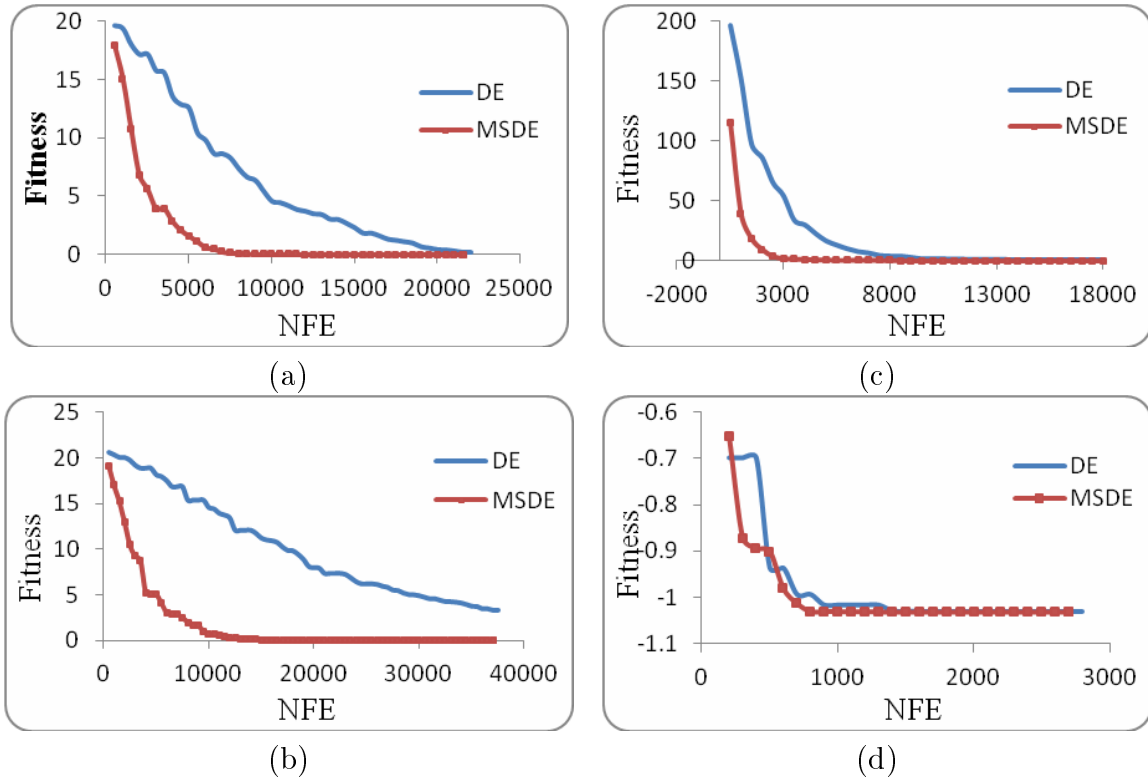 20
15
10
5
0
Fitness
DE
MSDE
0 5000 10000 15000 20000 25000
NFE
(a)
200
150
100
50
0
Fitness
DE
MSDE
-2000 3000 8000 13000 18000
NFE
(c)
25
20
15
10
5
0
Fitness
DE
MSDE
0 10000 20000 30000 40000
NFE
(b)
-0.6
-0.7
-0.8
-0.9
-1
-1.1
Fitness
DE
MSDE
0 1000 2000 3000
NFE
(d)